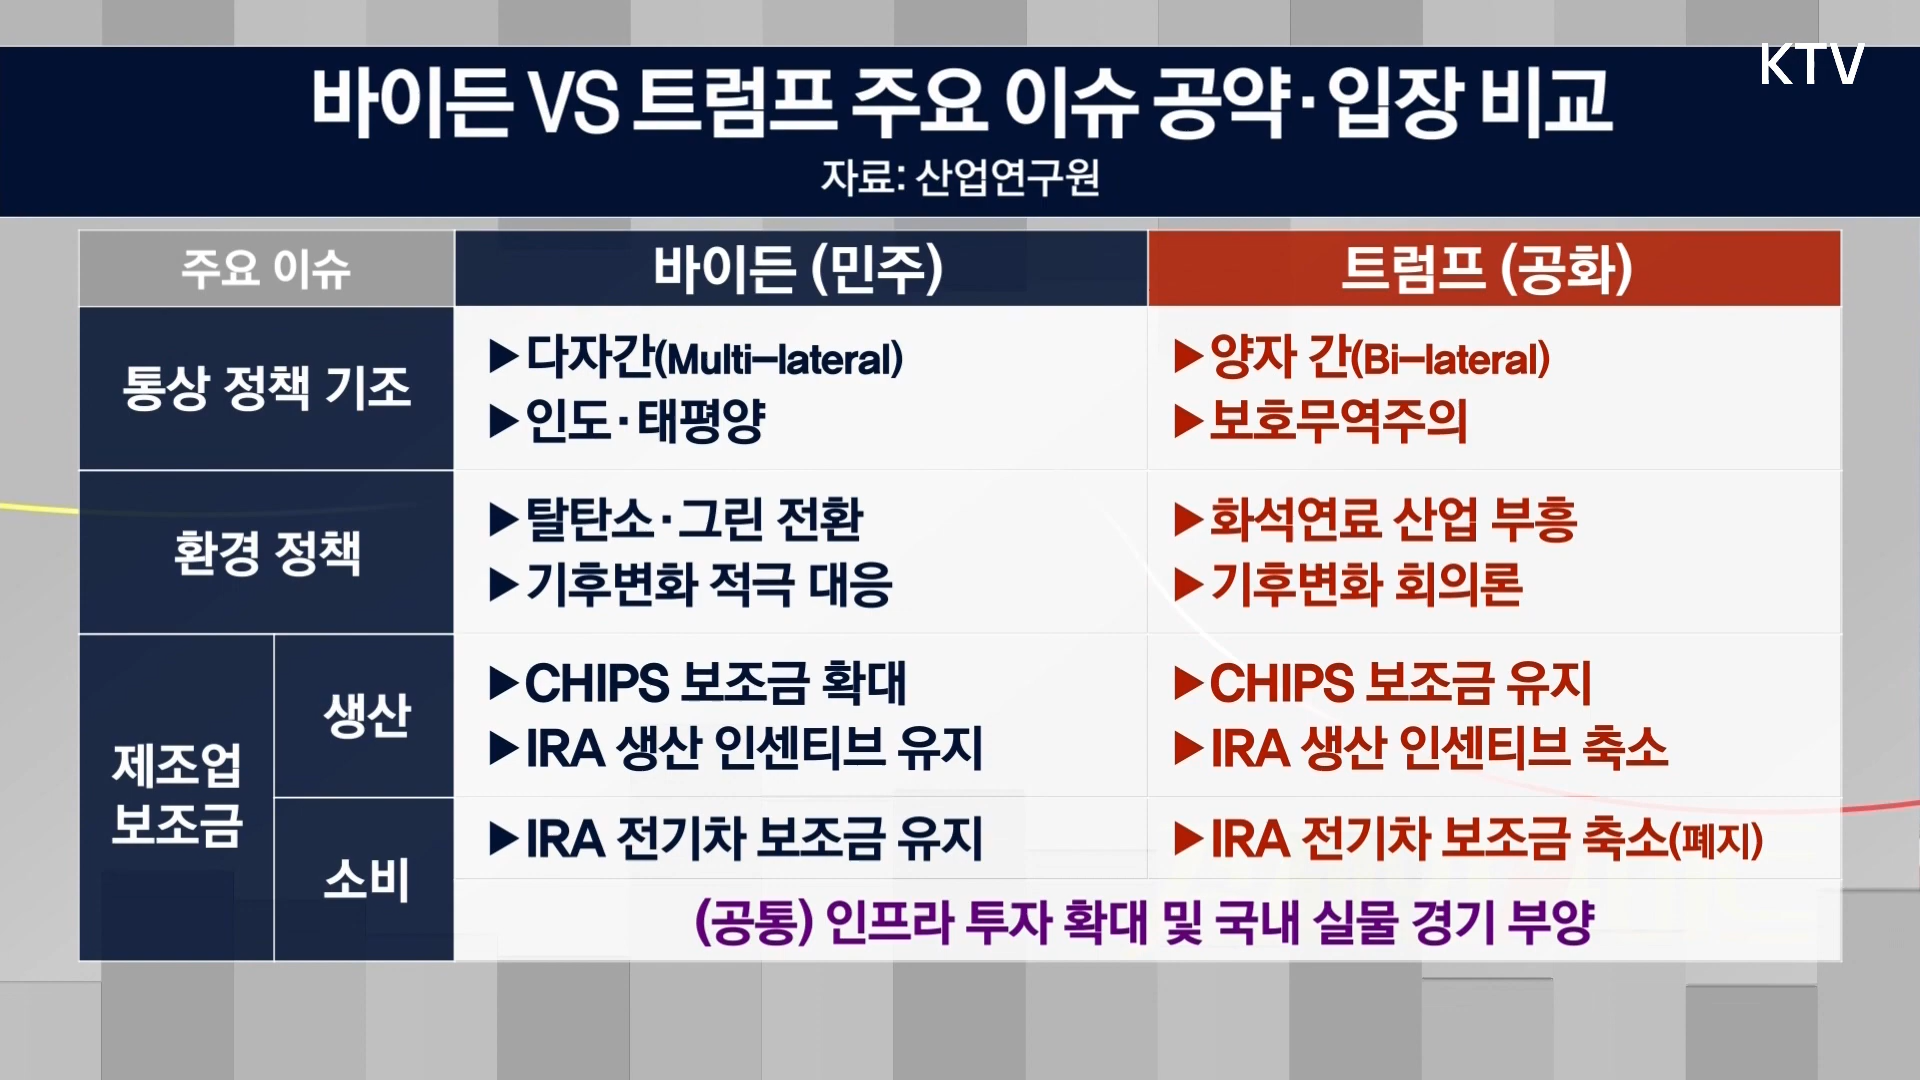 KTV
바이든 VS 트럼프 주요 이슈 공약·입장 비교
자료: 산업연구원
주요 이슈
바이든 (민주)
트럼프 (공화)
통상 정책 기조
▶다자간(Multi-lateral)
▶인도·태평양
▶양자 간(Bi-lateral)
▶보호무역주의
환경 정책
▶탈탄소·그린 전환
▶기후변화 적극 대응
▶화석연료 산업 부흥
▶기후변화 회의론
제조업
보조금
생산
▶CHIPS 보조금 확대
▶IRA 생산 인센티브 유지
▶CHIPS 보조금 유지
▶IRA 생산 인센티브 축소
소비
▶IRA 전기차 보조금 유지
▶IRA 전기차 보조금 축소(폐지)
(공통) 인프라 투자 확대 및 국내 실물 경기 부양